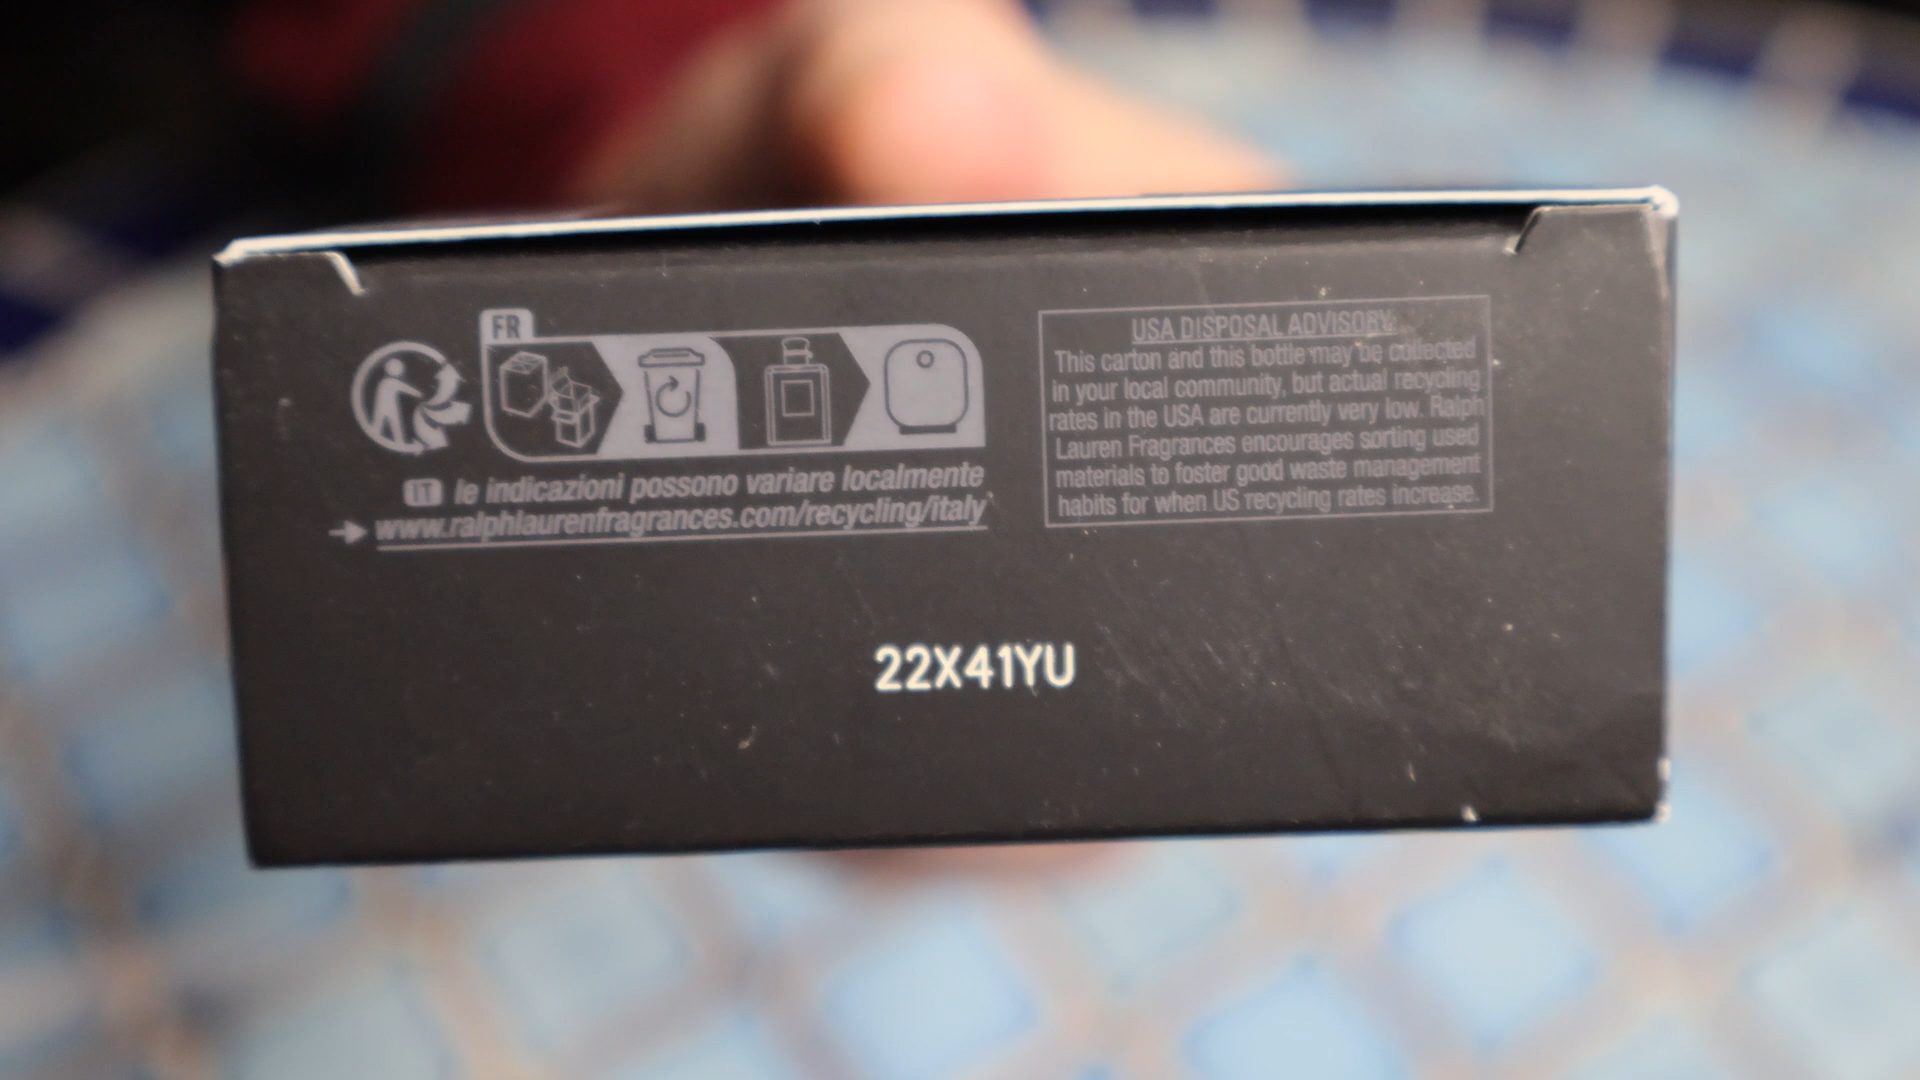 FR
IT le indicazioni possono variare localmente
www.ralphlaurenfragrances.com/recycling/italy
USA DISPOSAL ADVISORY:
This carton and this bottle may be collected
in your local community, but actual recycling
rates in the USA are currently very low. Ralph
Lauren Fragrances encourages sorting used
materials to foster good waste management
habits for when US recycling rates increase.
22X41YU